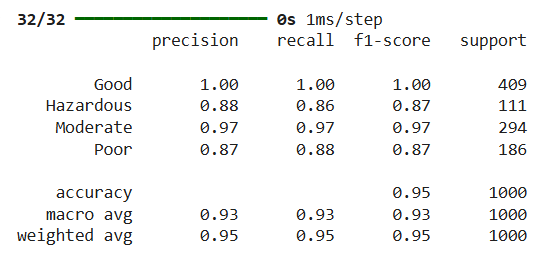 32/32 ━━━━━━━━━━━━━━━━━━━━ 0s 1ms/step
              precision    recall  f1-score   support

        Good       1.00      1.00      1.00       409
   Hazardous       0.88      0.86      0.87       111
    Moderate       0.97      0.97      0.97       294
        Poor       0.87      0.88      0.87       186

    accuracy                           0.95      1000
   macro avg       0.93      0.93      0.93      1000
weighted avg       0.95      0.95      0.95      1000